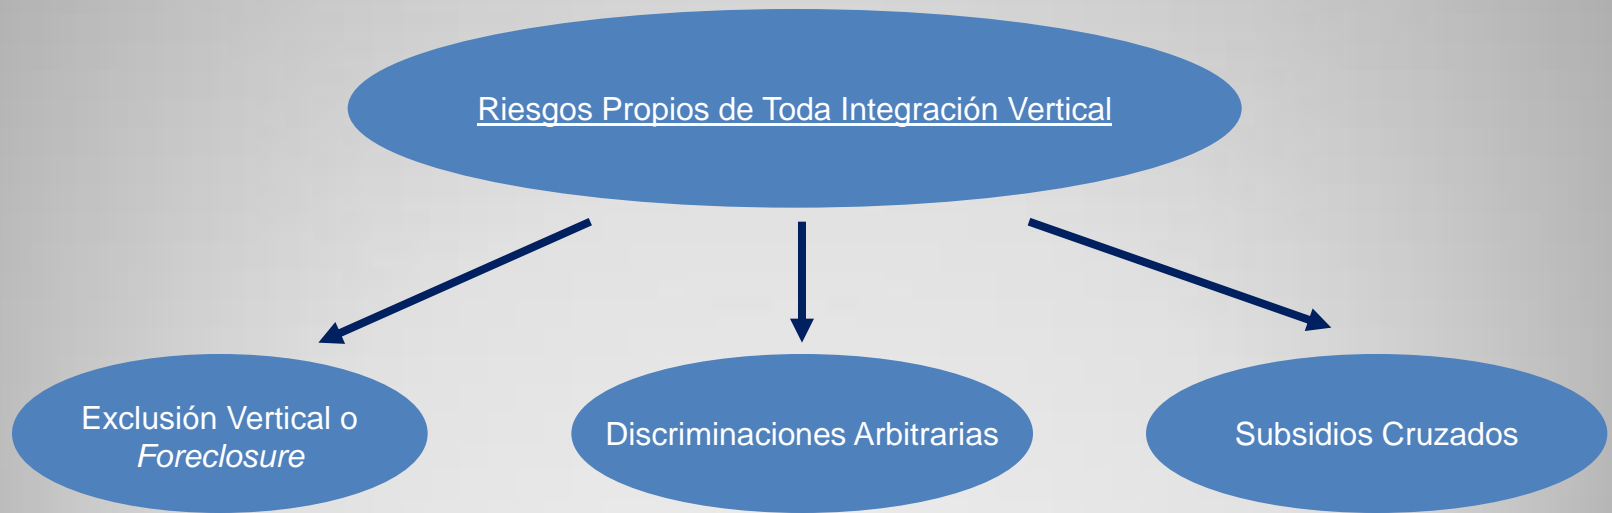 Riesgos Propios de Toda Integración Vertical
Exclusión Vertical o
Foreclosure
Discriminaciones Arbitrarias
Subsidios Cruzados